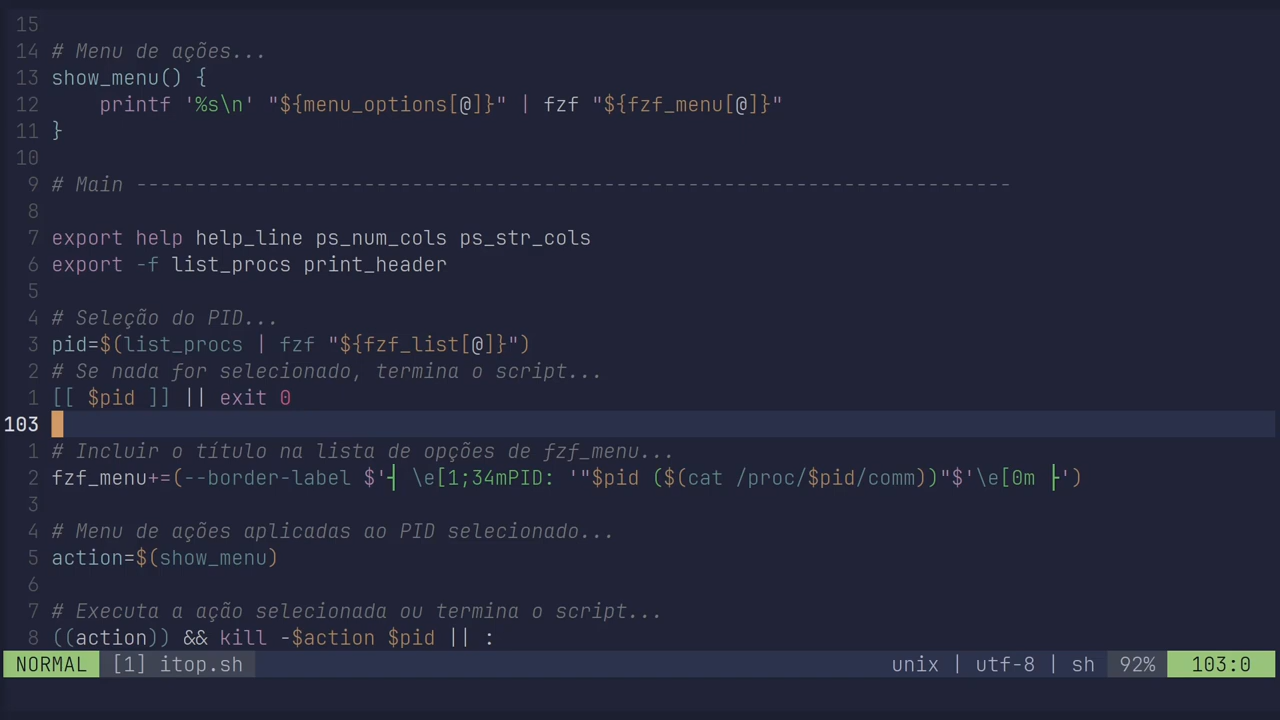 15
14 # Menu de ações...
13 show_menu() {
12     printf '%s\n' "${menu_options[@]}" | fzf "${fzf_menu[@]}"
11 }
10
9 # Main --------------------------------------------------------------------------
8
7 export help help_line ps_num_cols ps_str_cols
6 export -f list_procs print_header
5
4 # Seleção do PID...
3 pid=$(list_procs | fzf "${fzf_list[@]}")
2 # Se nada for selecionado, termina o script...
1 [[ $pid ]] || exit 0
103
1 # Incluir o título na lista de opções de fzf_menu...
2 fzf_menu+=(--border-label $'┤ \e[1;34mPID: '"$pid ($(cat /proc/$pid/comm))"$'\e[0m ├')
3
4 # Menu de ações aplicadas ao PID selecionado...
5 action=$(show_menu)
6
7 # Executa a ação selecionada ou termina o script...
8 ((action)) && kill -$action $pid || :
NORMAL [1] itop.sh unix | utf-8 | sh 92% 103:0